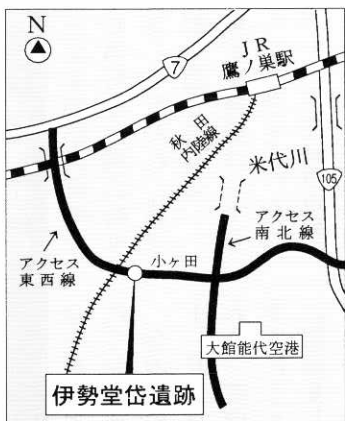 N
7
JR
鷹ノ巣駅
秋田
内陸線
米代川
105
アクセス
南北線
アクセス
東西線
小ヶ田
大館能代空港
伊勢堂岱遺跡